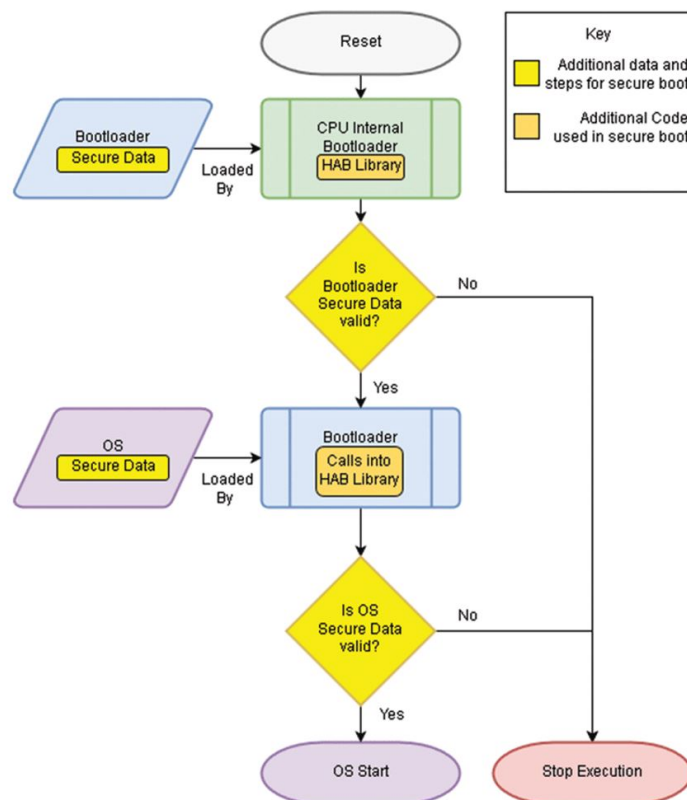 Reset
Key
Additional data and
steps for secure boot
Additional Code
used in secure boot
Bootloader
Secure Data
Loaded
By
CPU Internal
Bootloader
HAB Library
Is
Bootloader
Secure Data
valid?
No
Yes
OS
Secure Data
Loaded
By
Bootloader
Calls into
HAB Library
Is OS
Secure Data
valid?
No
Yes
OS Start
Stop Execution